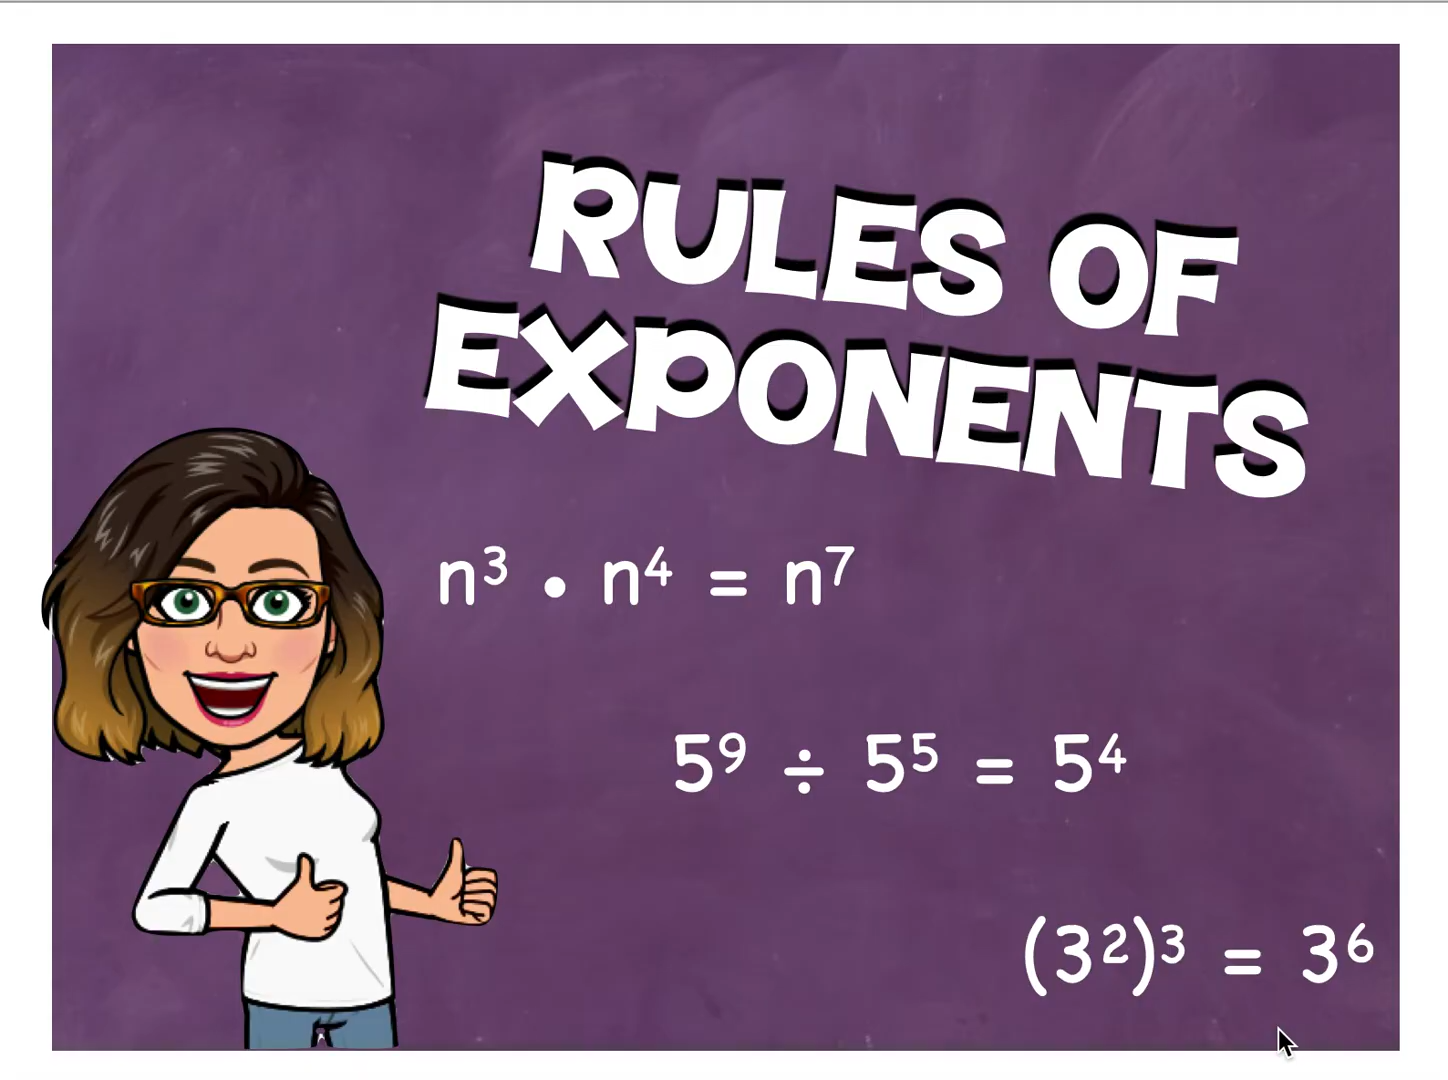 RULES OF
EXPONENTS
n³ • n⁴ = n⁷
5⁹ ÷ 5⁵ = 5⁴
(3²)³ = 3⁶